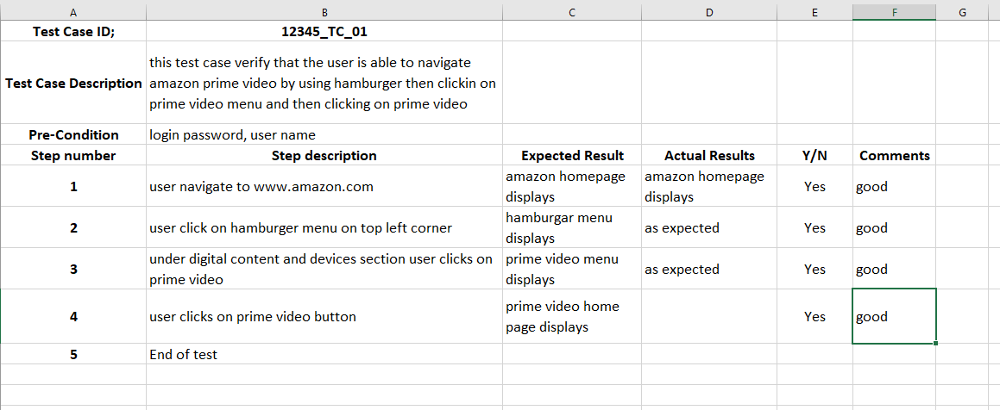 A B C D E F G
Test Case ID; 12345_TC_01
this test case verify that the user is able to navigate
Test Case Description amazon prime video by using hamburger then clickin on
prime video menu and then clicking on prime video
Pre-Condition login password, user name
Step number Step description Expected Result Actual Results Y/N Comments
amazon homepage amazon homepage
1 user navigate to www.amazon.com Yes good
displays displays
hamburgar menu
2 user click on hamburger menu on top left corner as expected Yes good
displays
under digital content and devices section user clicks on prime video menu
3 as expected Yes good
prime video displays
prime video home
4 user clicks on prime video button Yes good
page displays
5 End of test